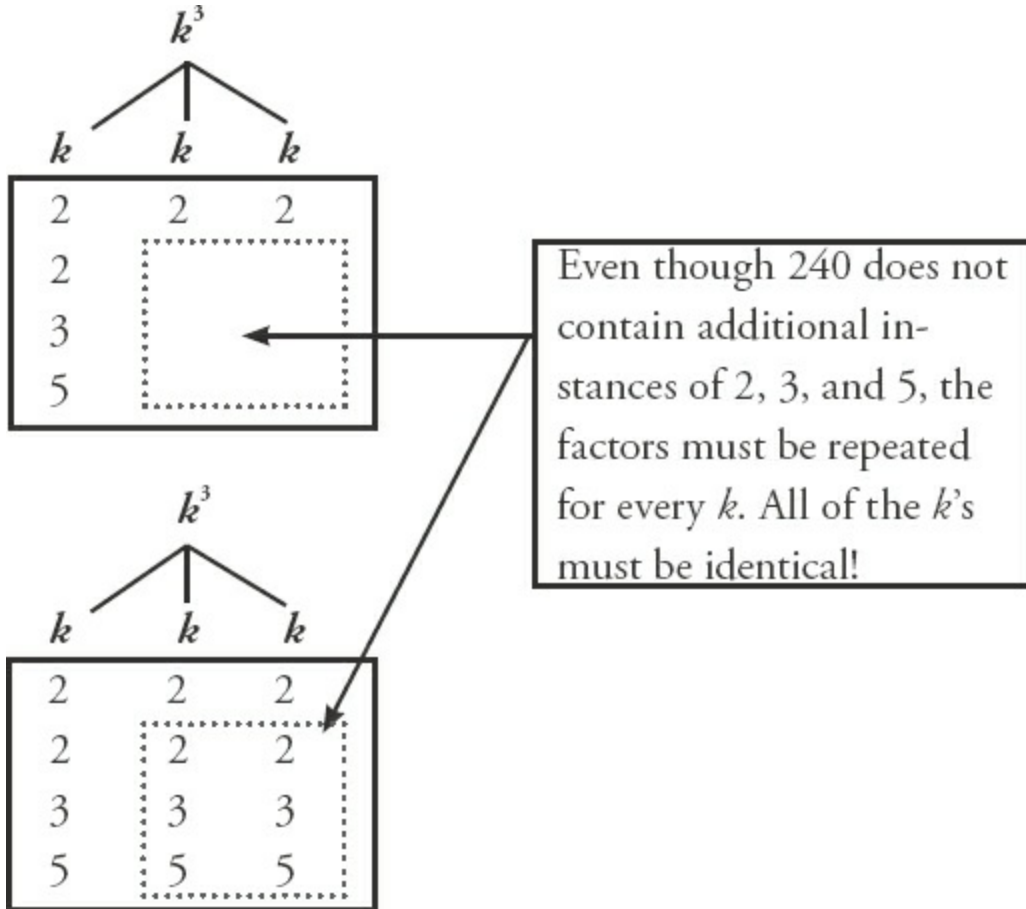 k³
k k k
2 2 2
2
3
5
Even though 240 does not
contain additional in-
stances of 2, 3, and 5, the
factors must be repeated
for every k. All of the k's
must be identical!
k³
k k k
2 2 2
2 2 2
3 3 3
5 5 5